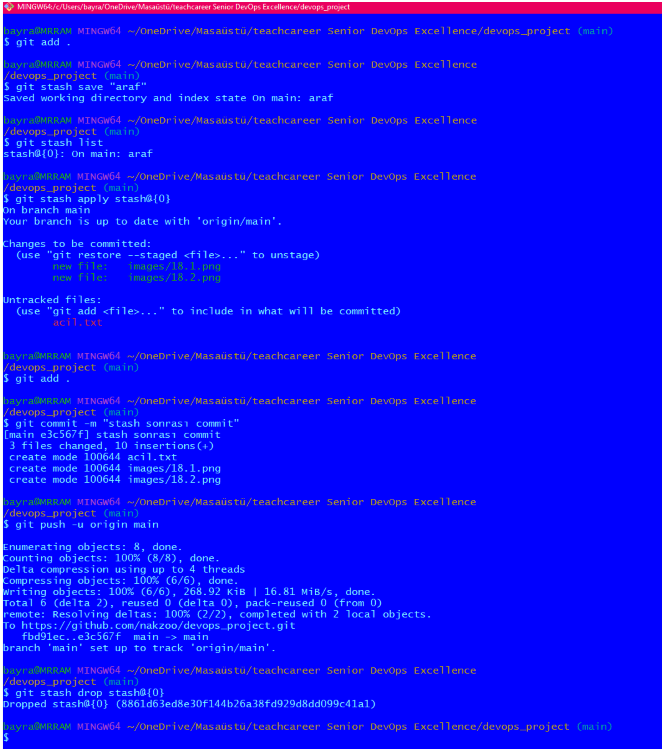 MINGW64:/c/Users/bayra/OneDrive/Masaüstü/teachcareer Senior DevOps Excellence/devops_project
bayra@MRRAM MINGW64 ~/OneDrive/Masaüstü/teachcareer Senior DevOps Excellence/devops_project (main)
$ git add .
bayra@MRRAM MINGW64 ~/OneDrive/Masaüstü/teachcareer Senior DevOps Excellence
/devops_project (main)
$ git stash save "araf"
Saved working directory and index state On main: araf
bayra@MRRAM MINGW64 ~/OneDrive/Masaüstü/teachcareer Senior DevOps Excellence
/devops_project (main)
$ git stash list
stash@{0}: On main: araf
bayra@MRRAM MINGW64 ~/OneDrive/Masaüstü/teachcareer Senior DevOps Excellence
/devops_project (main)
$ git stash apply stash@{0}
On branch main
Your branch is up to date with 'origin/main'.
Changes to be committed:
  (use "git restore --staged <file>..." to unstage)
        new file:   images/18.1.png
        new file:   images/18.2.png
Untracked files:
  (use "git add <file>..." to include in what will be committed)
        acil.txt
bayra@MRRAM MINGW64 ~/OneDrive/Masaüstü/teachcareer Senior DevOps Excellence
/devops_project (main)
$ git add .
bayra@MRRAM MINGW64 ~/OneDrive/Masaüstü/teachcareer Senior DevOps Excellence
/devops_project (main)
$ git commit -m "stash sonrası commit"
[main e3c567f] stash sonrası commit
 3 files changed, 10 insertions(+)
 create mode 100644 acil.txt
 create mode 100644 images/18.1.png
 create mode 100644 images/18.2.png
bayra@MRRAM MINGW64 ~/OneDrive/Masaüstü/teachcareer Senior DevOps Excellence
/devops_project (main)
$ git push -u origin main
Enumerating objects: 8, done.
Counting objects: 100% (8/8), done.
Delta compression using up to 4 threads
Compressing objects: 100% (6/6), done.
Writing objects: 100% (6/6), 268.92 KiB | 16.81 MiB/s, done.
Total 6 (delta 2), reused 0 (delta 0), pack-reused 0 (from 0)
remote: Resolving deltas: 100% (2/2), completed with 2 local objects.
To https://github.com/nakzoo/devops_project.git
   fbd91ec..e3c567f  main -> main
branch 'main' set up to track 'origin/main'.
bayra@MRRAM MINGW64 ~/OneDrive/Masaüstü/teachcareer Senior DevOps Excellence
/devops_project (main)
$ git stash drop stash@{0}
Dropped stash@{0} (8861d63ed8e30f144b26a38fd929d8dd099c41a1)
bayra@MRRAM MINGW64 ~/OneDrive/Masaüstü/teachcareer Senior DevOps Excellence/devops_project (main)
$